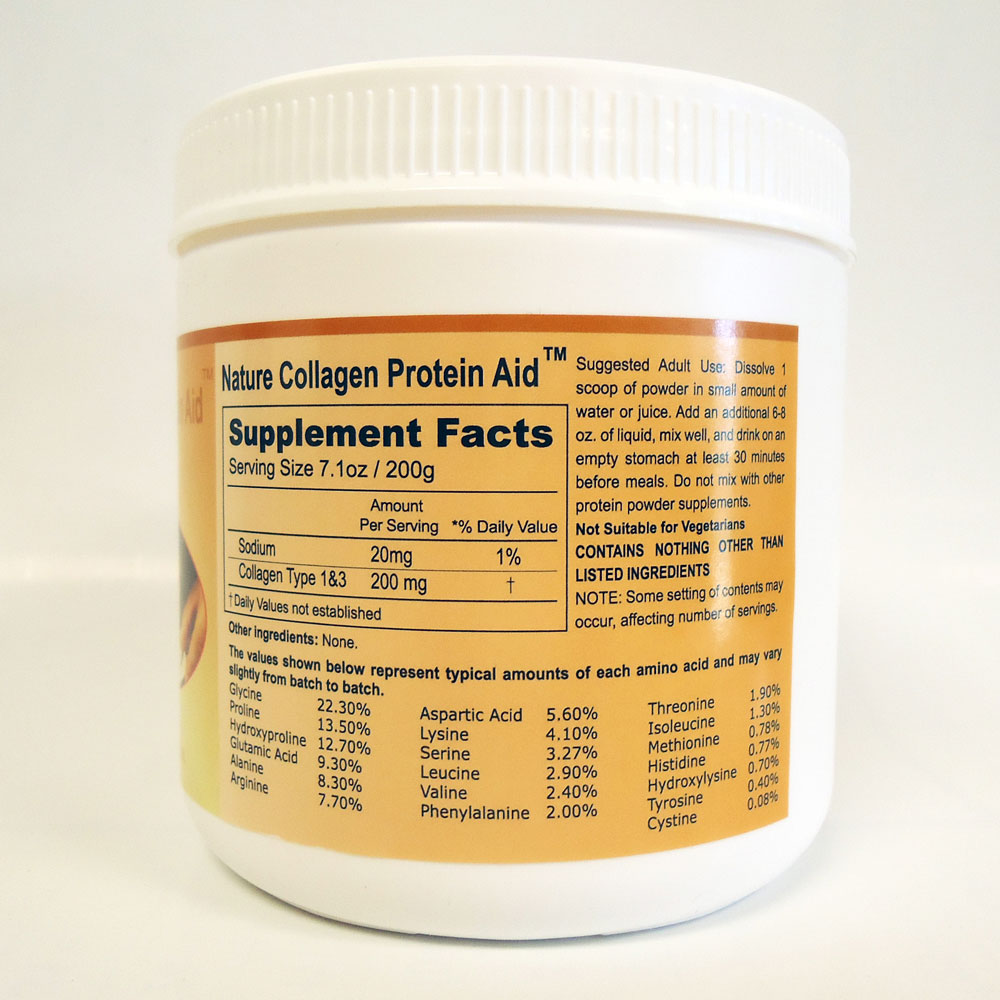 Aid
TM
Nature Collagen Protein Aid™
Supplement Facts
Serving Size 7.1oz / 200g
Amount
Per Serving *% Daily Value
Sodium 20mg 1%
Collagen Type 1&3 200 mg †
† Daily Values not established
Other ingredients: None.
Suggested Adult Use: Dissolve 1
scoop of powder in small amount of
water or juice. Add an additional 6-8
oz. of liquid, mix well, and drink on an
empty stomach at least 30 minutes
before meals. Do not mix with other
protein powder supplements.
Not Suitable for Vegetarians
CONTAINS NOTHING OTHER THAN
LISTED INGREDIENTS
NOTE: Some setting of contents may
occur, affecting number of servings.
The values shown below represent typical amounts of each amino acid and may vary
slightly from batch to batch.
Glycine 22.30%
Proline 13.50%
Hydroxyproline 12.70%
Glutamic Acid 9.30%
Alanine 8.30%
Arginine 7.70%
Aspartic Acid 5.60%
Lysine 4.10%
Serine 3.27%
Leucine 2.90%
Valine 2.40%
Phenylalanine 2.00%
Threonine 1.90%
Isoleucine 1.30%
Methionine 0.78%
Histidine 0.77%
Hydroxylysine 0.70%
Tyrosine 0.40%
Cystine 0.08%